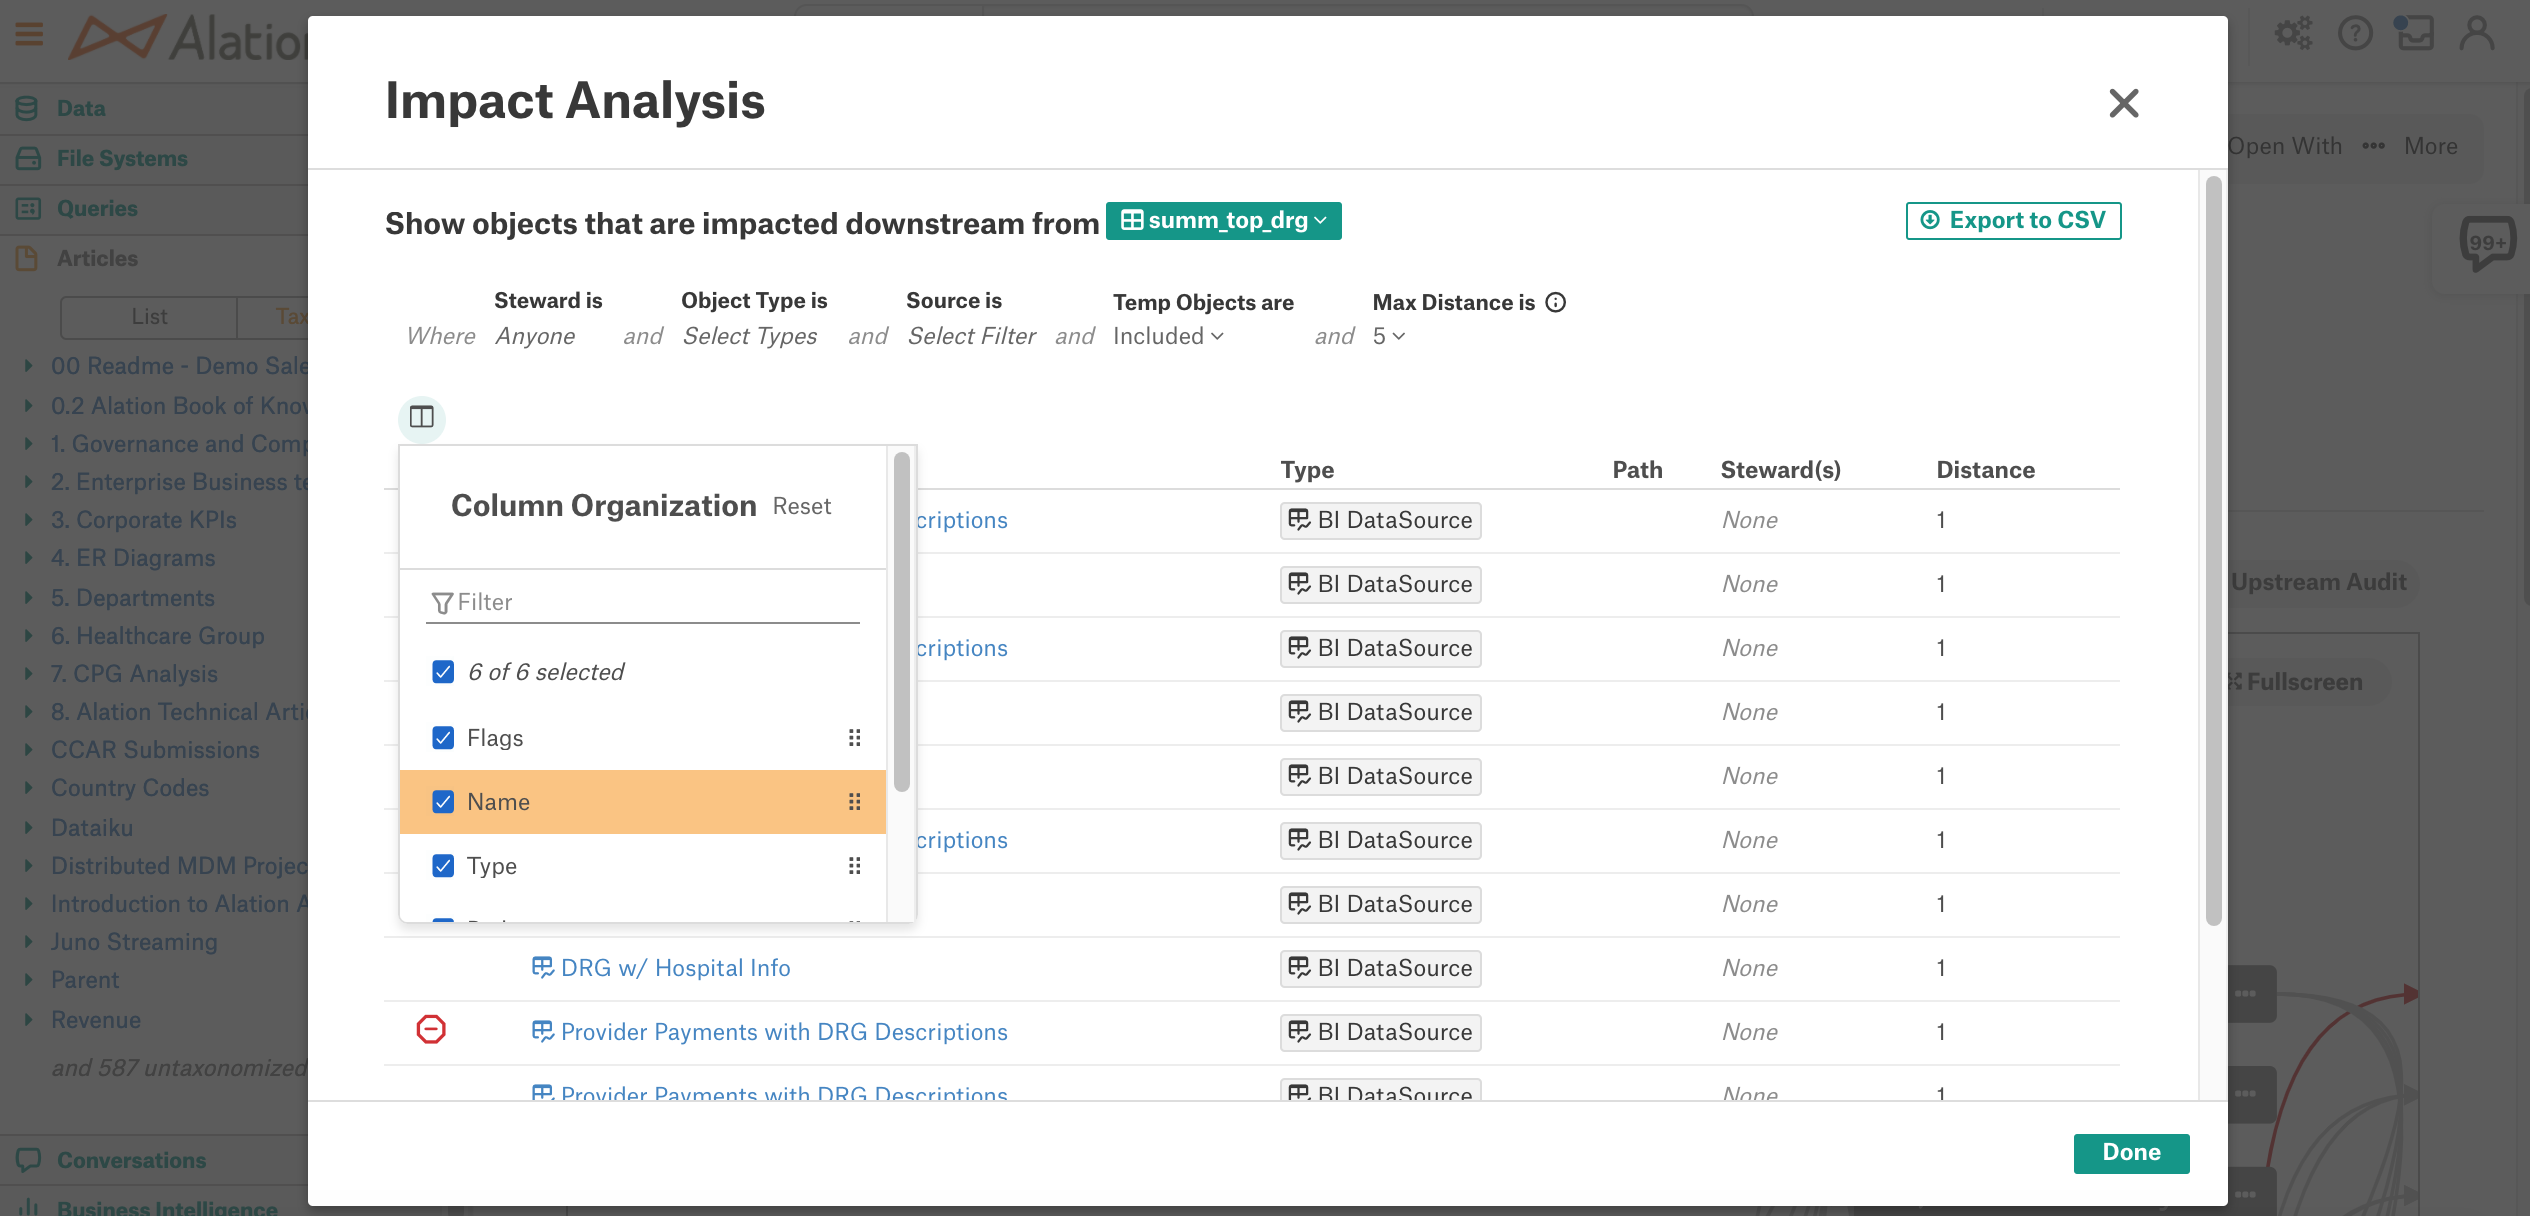 Alation
Impact Analysis
Open With ••• More
Data
File Systems
Queries
Articles
List
Tax
Show objects that are impacted downstream from summ_top_drg
Export to CSV
99+
Steward is Object Type is Source is Temp Objects are Max Distance is
Where Anyone and Select Types and Select Filter and Included and 5
00 Readme - Demo Sale
0.2 Alation Book of Know
1. Governance and Comp
2. Enterprise Business te
3. Corporate KPIs
4. ER Diagrams
5. Departments
6. Healthcare Group
7. CPG Analysis
8. Alation Technical Arti
CCAR Submissions
Country Codes
Dataiku
Distributed MDM Projec
Introduction to Alation A
Juno Streaming
Parent
Revenue
and 587 untaxonomized
Conversations
Business Intelligence
Column Organization Reset
Filter
6 of 6 selected
Flags
Name
Type
Type Path Steward(s) Distance
criptions BI DataSource None 1
BI DataSource None 1
criptions BI DataSource None 1
BI DataSource None 1
BI DataSource None 1
criptions BI DataSource None 1
BI DataSource None 1
DRG w/ Hospital Info BI DataSource None 1
Provider Payments with DRG Descriptions BI DataSource None 1
Provider Payments with DRG Descriptions BI DataSource None 1
Upstream Audit
Fullscreen
Done